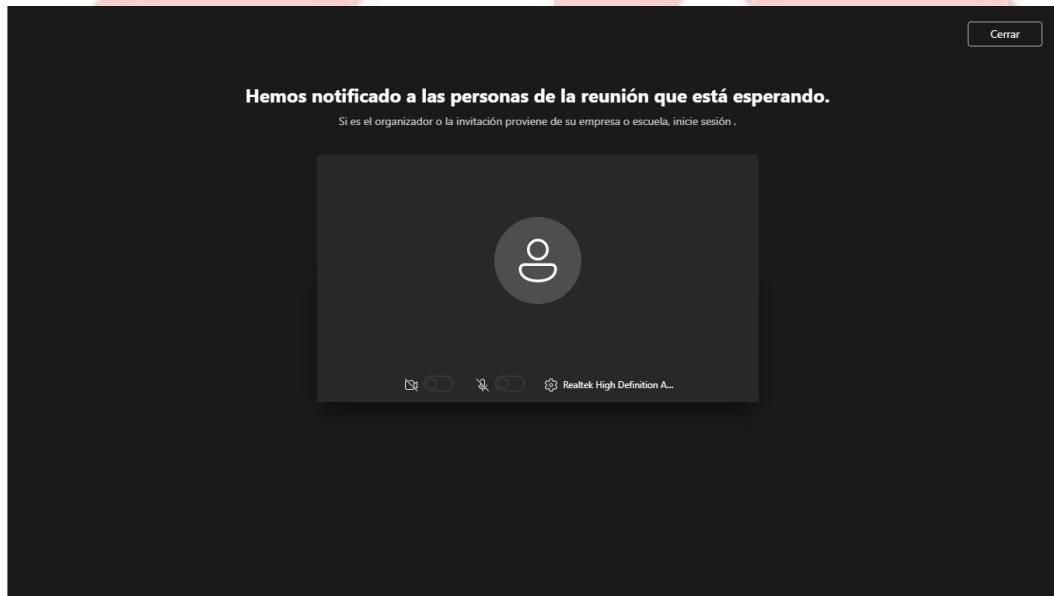 Cerrar
Hemos notificado a las personas de la reunión que está esperando.
Si es el organizador o la invitación proviene de su empresa o escuela, inicie sesión .
Realtek High Definition A...